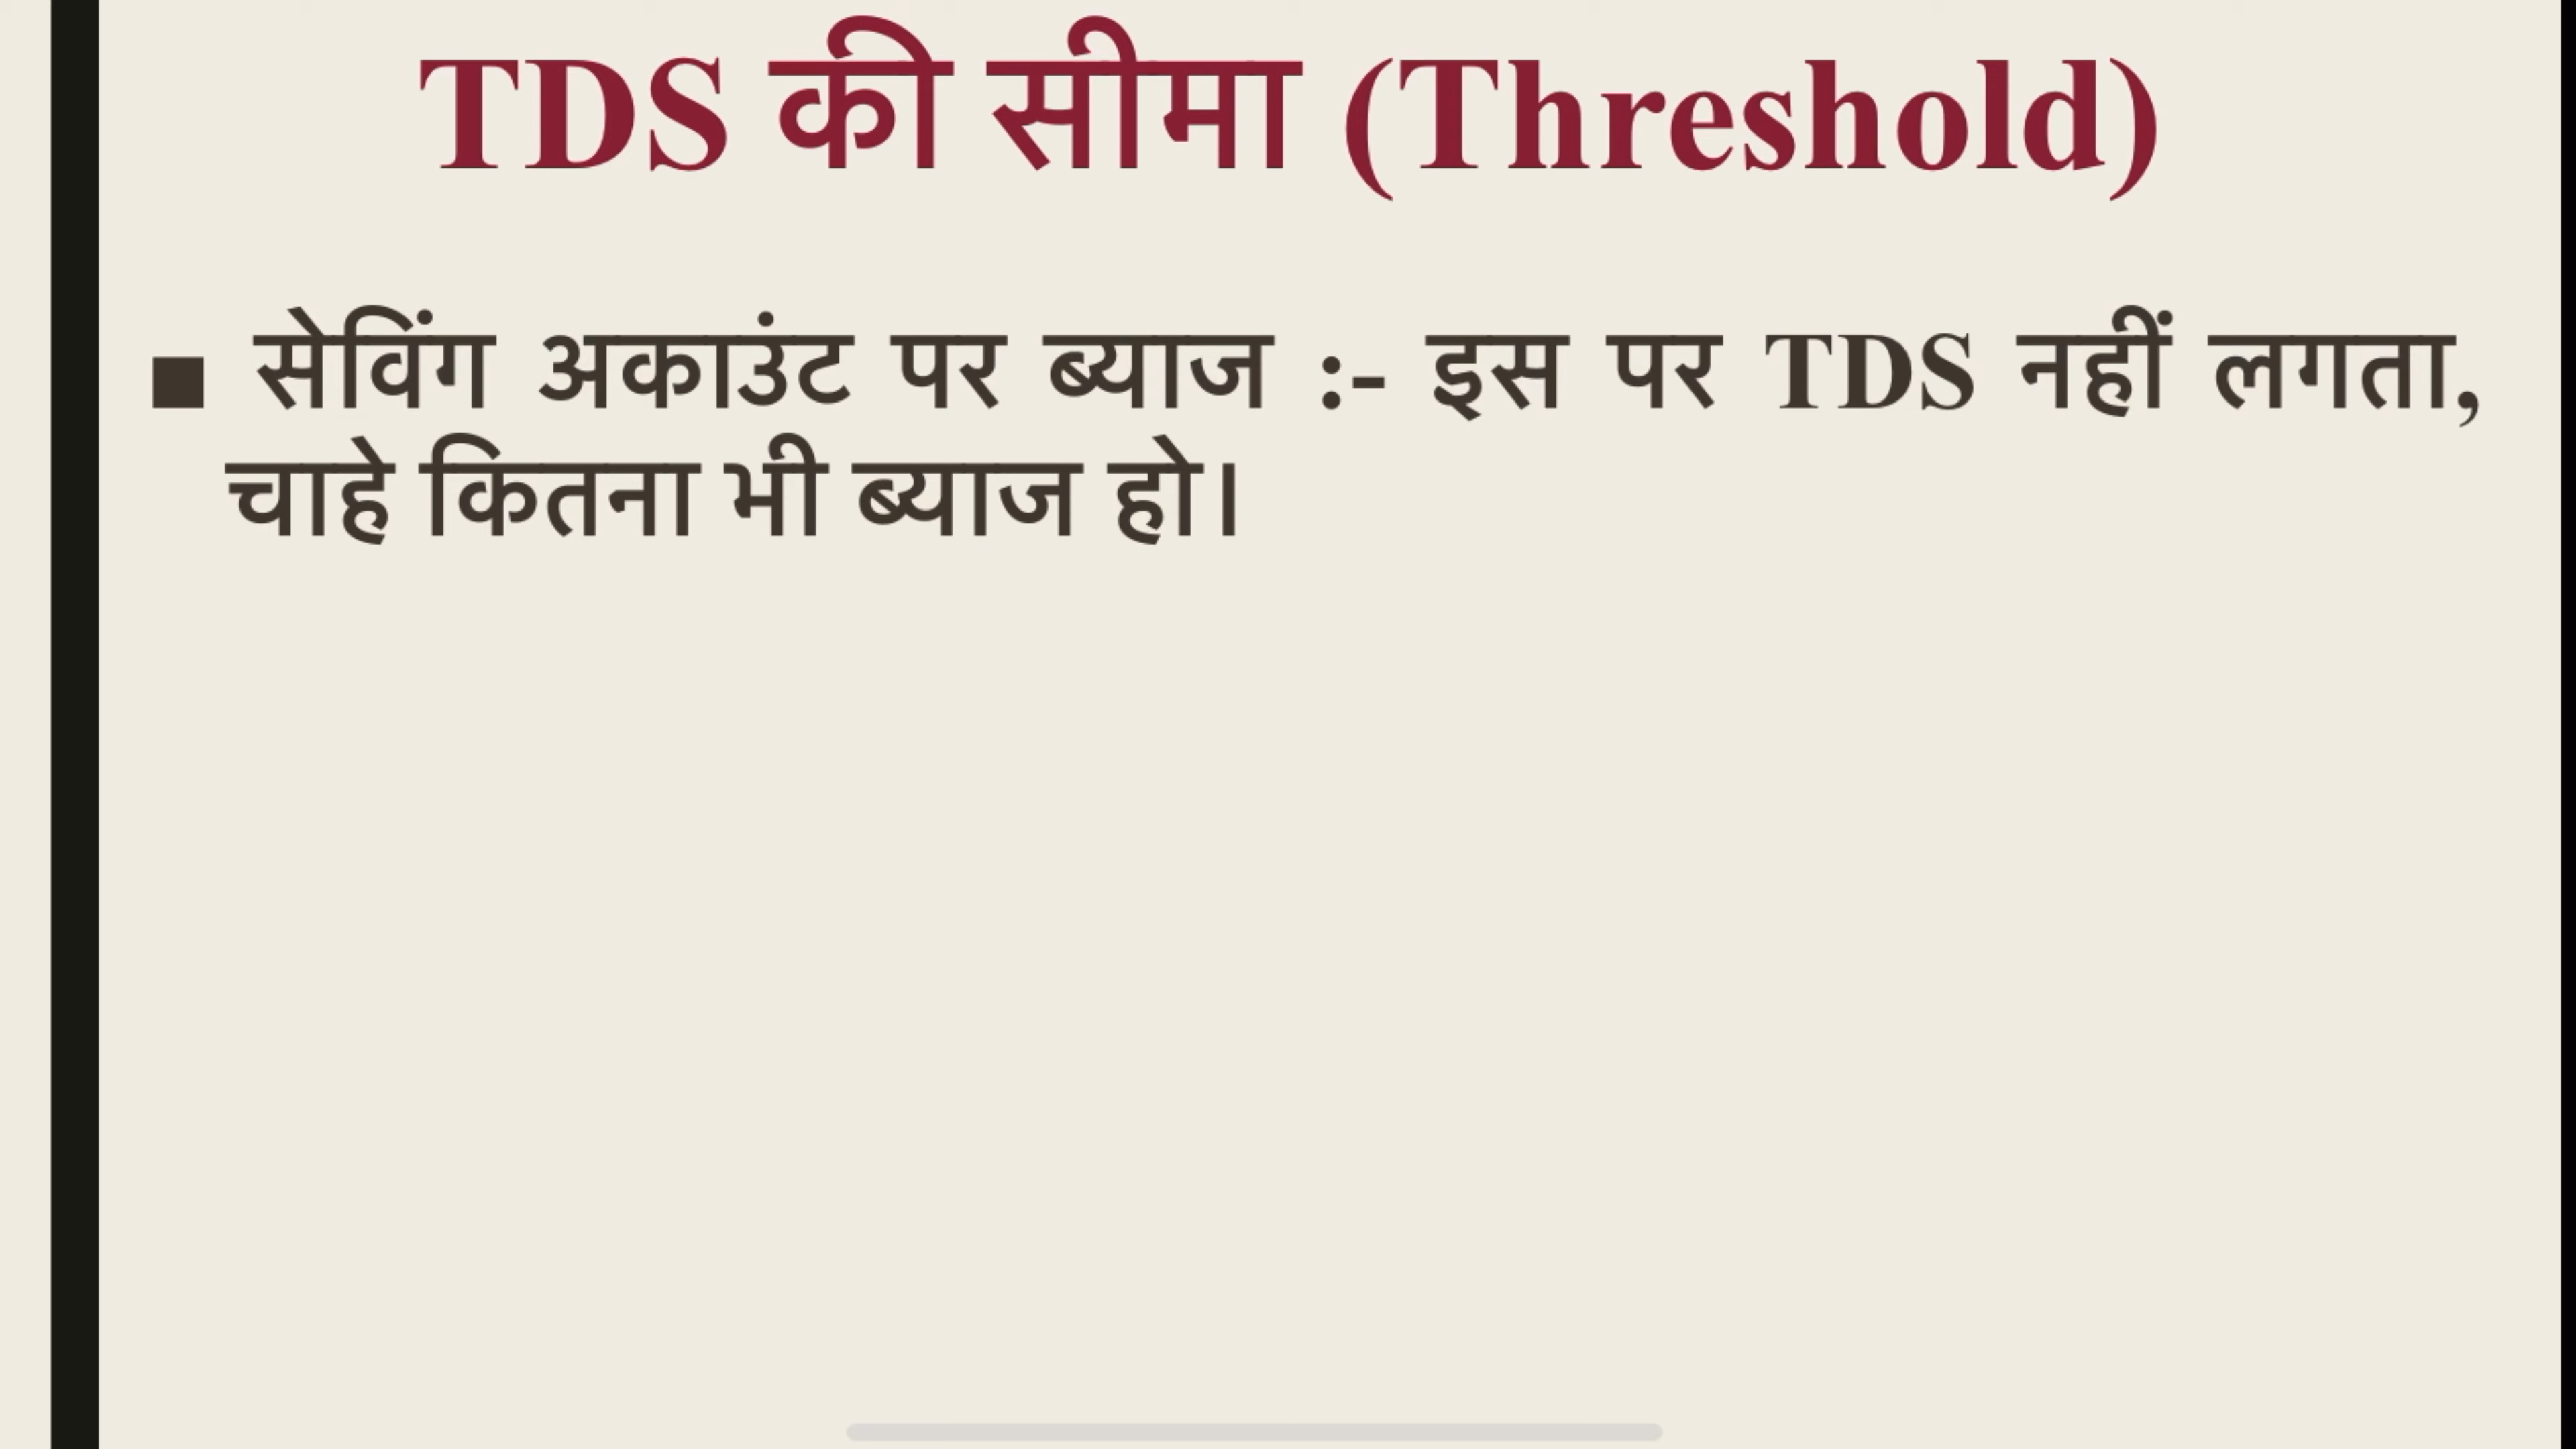 TDS की सीमा (Threshold)
■ सेविंग अकाउंट पर ब्याज :- इस पर TDS नहीं लगता,
चाहे कितना भी ब्याज हो।